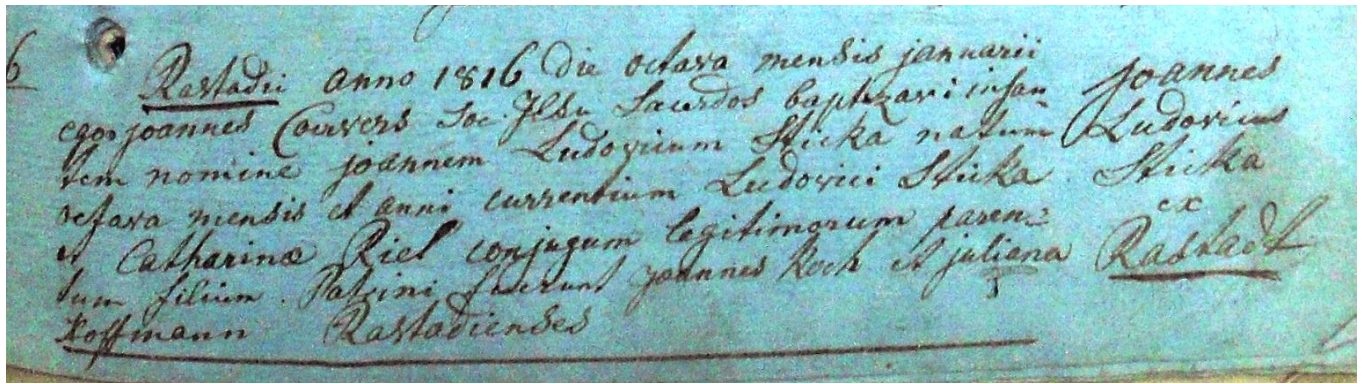 6
Rastadii anno 1816 die octava mensis januarii
ego joannes Couvers Soc. JESu Sacerdos baptizavi infan-
tem nomine joannem Ludovicum Sticka natum
octava mensis et anni currentium Ludovici Sticka
et Catharinæ Riel conjugum legitimorum paren=
tum filium. Patrini fuerunt joannes Koch et juliana
Hoffmann Rastadienses
Joannes
Ludovicus
Sticka
ex
Rastadt